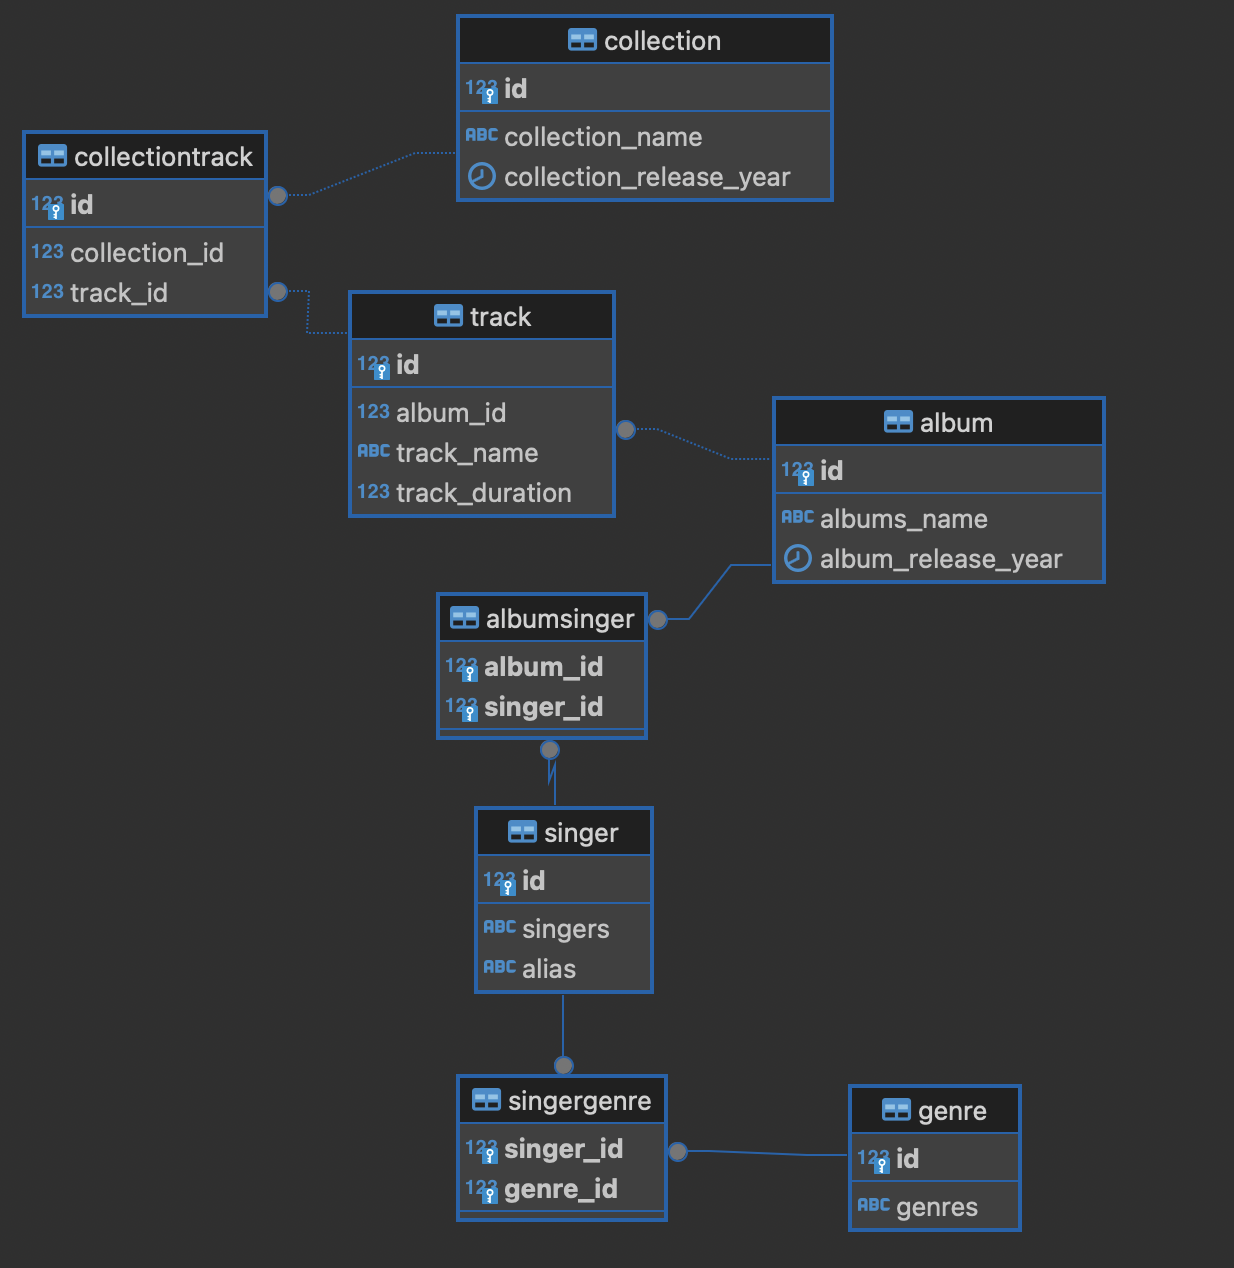 collection
123 id
ABC collection_name
collection_release_year
collectiontrack
123 id
123 collection_id
123 track_id
track
123 id
123 album_id
ABC track_name
123 track_duration
album
123 id
ABC albums_name
album_release_year
albumsinger
123 album_id
123 singer_id
singer
123 id
ABC singers
ABC alias
singergenre
123 singer_id
123 genre_id
genre
123 id
ABC genres